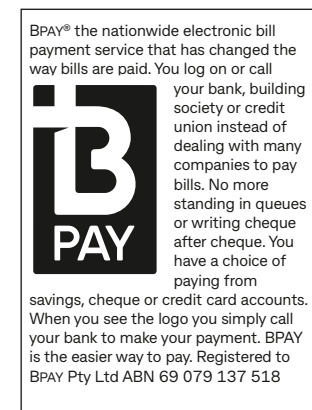 BPAY® the nationwide electronic bill
payment service that has changed the
way bills are paid. You log on or call
your bank, building
society or credit
union instead of
dealing with many
companies to pay
bills. No more
standing in queues
or writing cheque
after cheque. You
have a choice of
paying from
B
PAY
savings, cheque or credit card accounts.
When you see the logo you simply call
your bank to make your payment. BPAY
is the easier way to pay. Registered to
BPAY Pty Ltd ABN 69 079 137 518